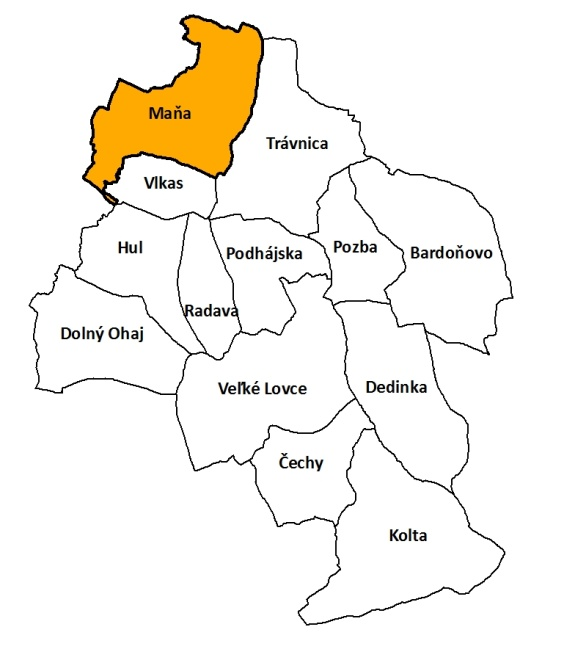 Maňa
Trávnica
Vlkas
Hul
Podhájska
Pozba
Bardoňovo
Radava
Dolný Ohaj
Veľké Lovce
Dedinka
Čechy
Kolta